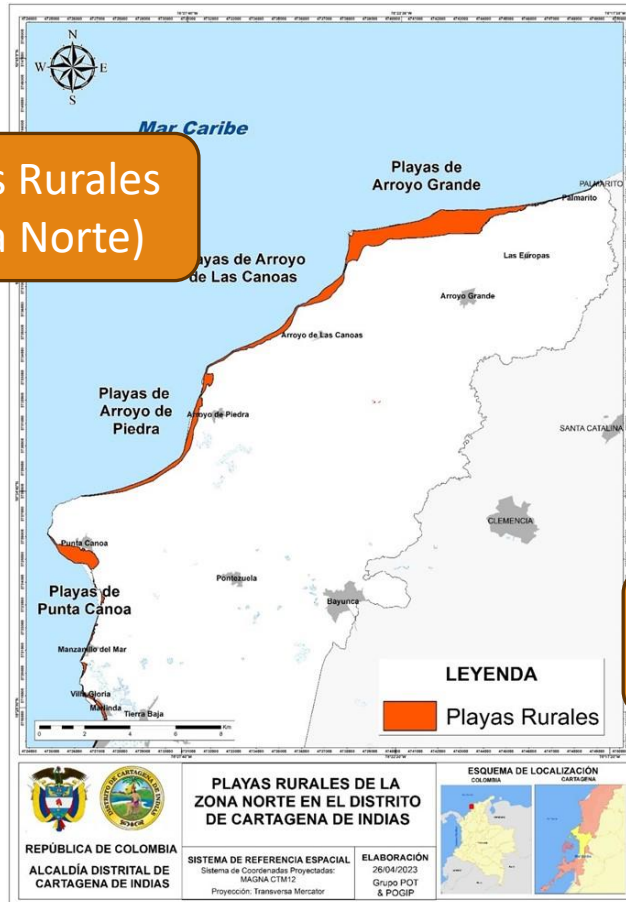 N
W
E
S
Mar Caribe
s Rurales
a Norte)
Playas de
Arroyo Grande
PALMARITO
Palmarito
Las Europas
ayas de Arroyo
de Las Canoas
Arroyo Grande
Arroyo de Las Canoas
Playas de
Arroyo de
Piedra
Arroyo de Piedra
SANTA CATALINA
CLEMENCIA
Punta Canoa
Pontezuela
Playas de
Punta Canoa
Bayunca
Manzanillo del Mar
LEYENDA
Villa Gloria
Marlinda
Tierra Baja
Playas Rurales
0 2 4 6 8 Km
REPÚBLICA DE COLOMBIA
ALCALDÍA DISTRITAL DE
CARTAGENA DE INDIAS
PLAYAS RURALES DE LA
ZONA NORTE EN EL DISTRITO
DE CARTAGENA DE INDIAS
SISTEMA DE REFERENCIA ESPACIAL
Sistema de Coordenadas Proyectadas:
MAGNA CTM12
Proyección: Transversa Mercator
ELABORACIÓN
26/04/2023
Grupo POT
& POGIP
ESQUEMA DE LOCALIZACIÓN
COLOMBIA
CARTAGENA